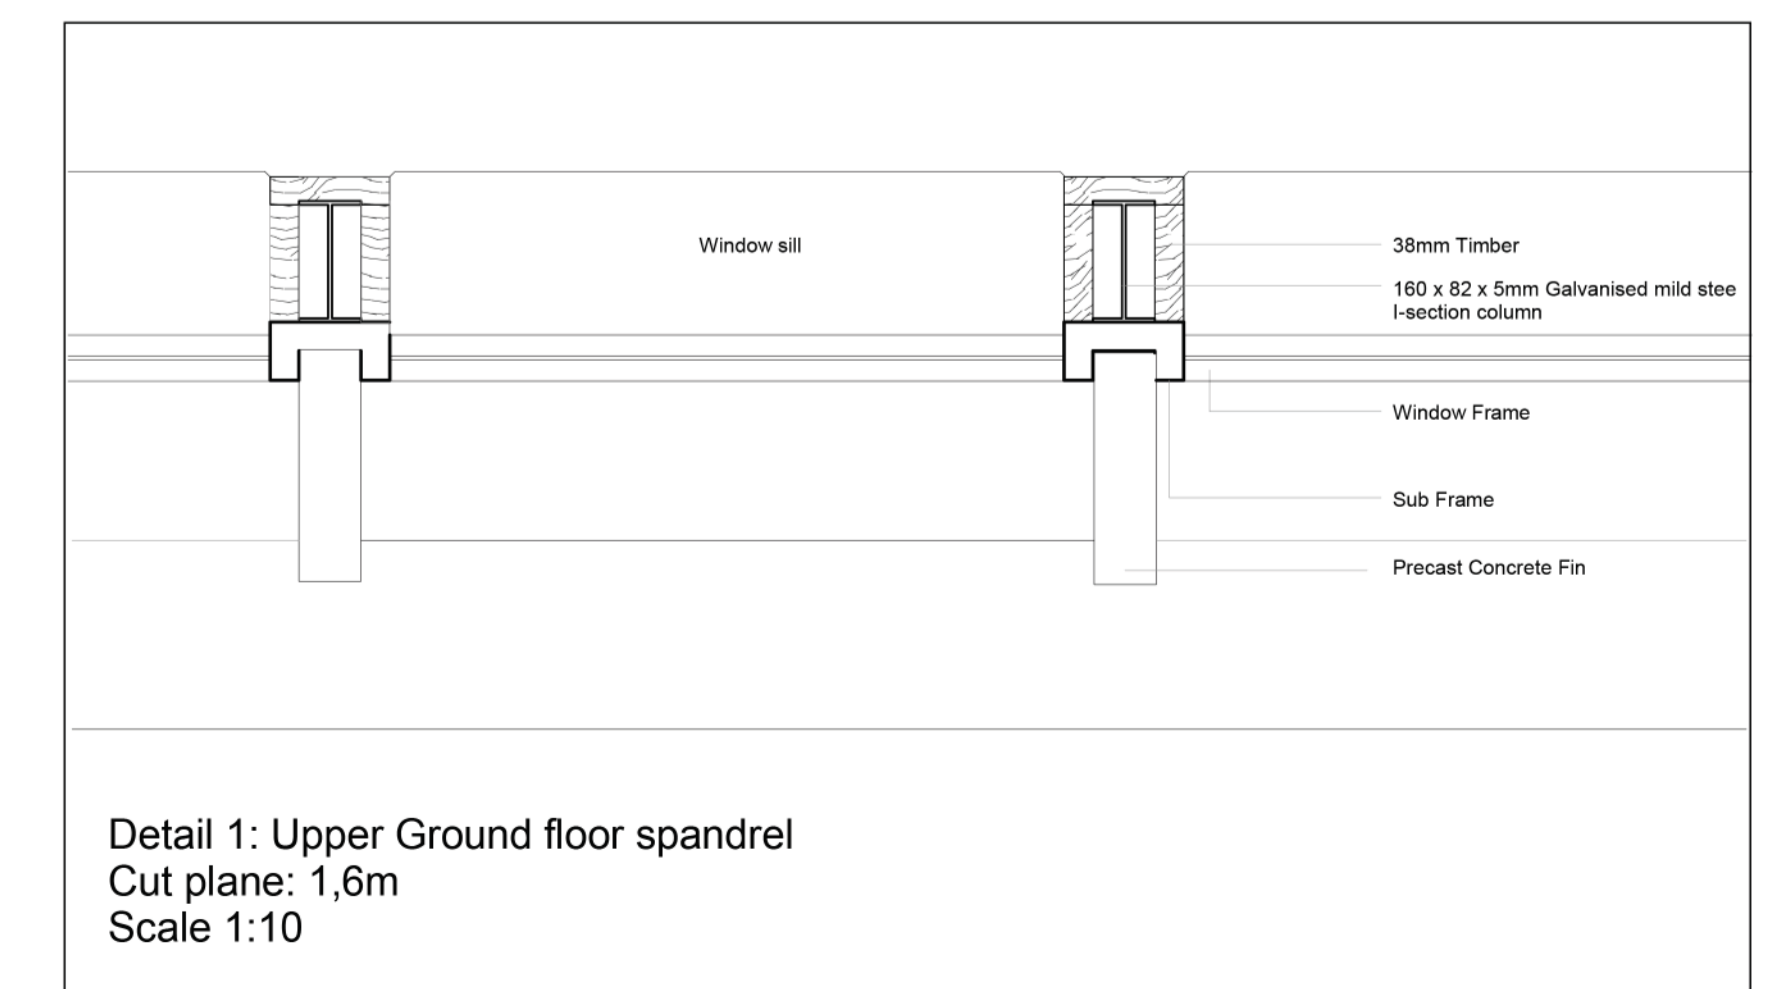 Window sill
38mm Timber
160 x 82 x 5mm Galvanised mild stee
I-section column
Window Frame
Sub Frame
Precast Concrete Fin
Detail 1: Upper Ground floor spandrel
Cut plane: 1,6m
Scale 1:10